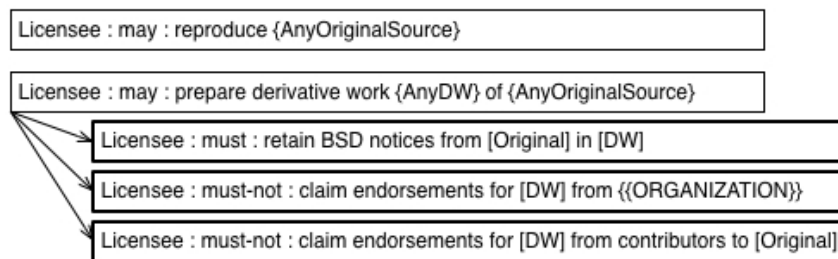 Licensee : may : reproduce {AnyOriginalSource}
Licensee : may : prepare derivative work {AnyDW} of {AnyOriginalSource}
Licensee : must : retain BSD notices from [Original] in [DW]
Licensee : must-not : claim endorsements for [DW] from {{ORGANIZATION}}
Licensee : must-not : claim endorsements for [DW] from contributors to [Original]